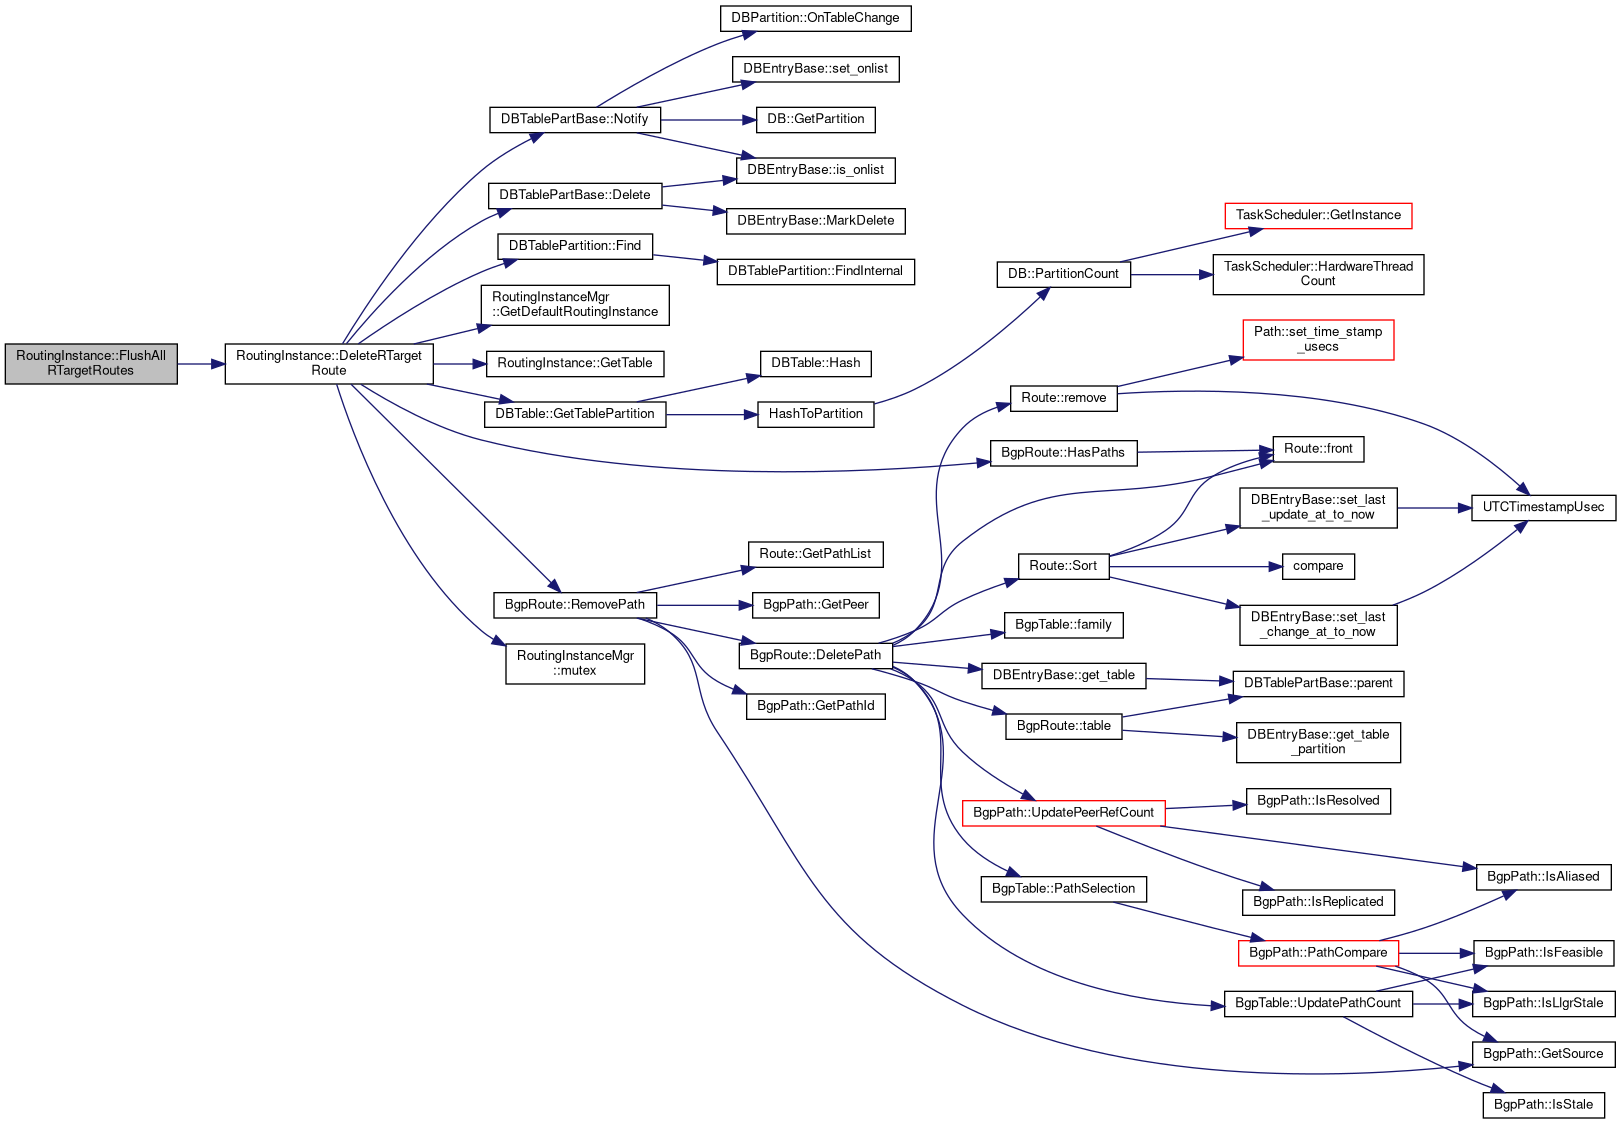 RoutingInstance::FlushAll
RTargetRoutes
RoutingInstance::DeleteRTarget
Route
DBTablePartBase::Notify
DBTablePartBase::Delete
DBTablePartition::Find
RoutingInstanceMgr
::GetDefaultRoutingInstance
RoutingInstance::GetTable
DBTable::GetTablePartition
BgpRoute::RemovePath
RoutingInstanceMgr
::mutex
DBPartition::OnTableChange
DBEntryBase::set_onlist
DB::GetPartition
DBEntryBase::is_onlist
DBEntryBase::MarkDelete
DBTablePartition::FindInternal
DBTable::Hash
HashToPartition
Route::GetPathList
BgpPath::GetPeer
BgpRoute::DeletePath
BgpPath::GetPathId
DB::PartitionCount
Route::remove
BgpRoute::HasPaths
Route::Sort
BgpTable::family
DBEntryBase::get_table
BgpRoute::table
BgpPath::UpdatePeerRefCount
BgpTable::PathSelection
TaskScheduler::GetInstance
TaskScheduler::HardwareThread
Count
Path::set_time_stamp
_usecs
Route::front
DBEntryBase::set_last
_update_at_to_now
compare
DBEntryBase::set_last
_change_at_to_now
DBTablePartBase::parent
DBEntryBase::get_table
_partition
BgpPath::IsResolved
BgpPath::IsReplicated
BgpPath::PathCompare
BgpTable::UpdatePathCount
UTCTimestampUsec
BgpPath::IsAliased
BgpPath::IsFeasible
BgpPath::IsLlgrStale
BgpPath::GetSource
BgpPath::IsStale